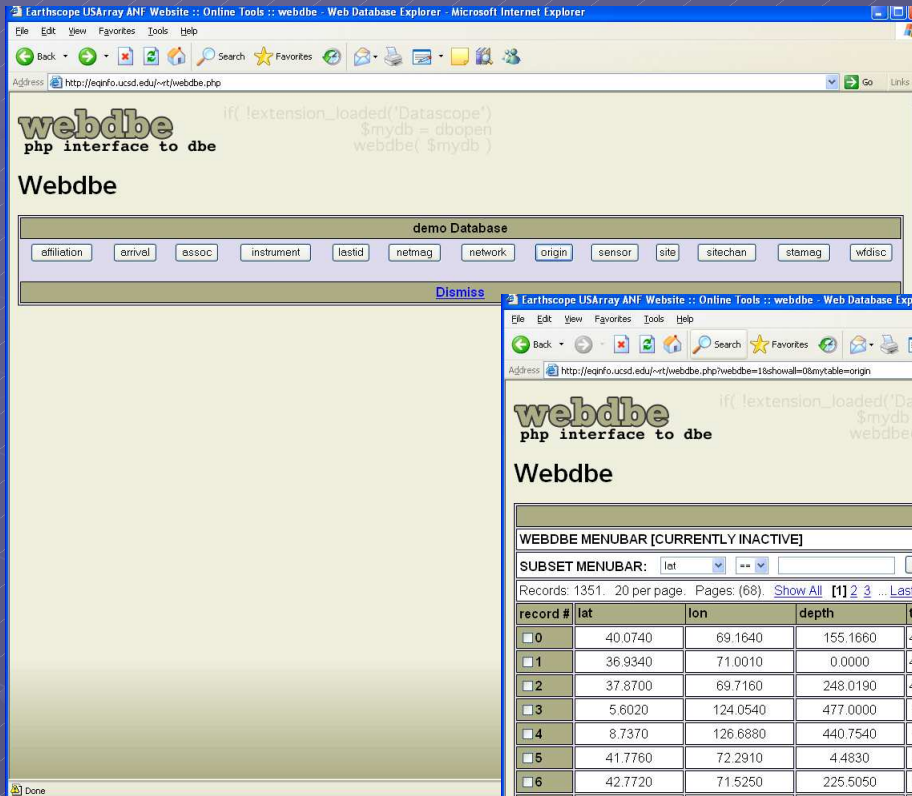 Earthscope USArray ANF Website :: Online Tools :: webdbe - Web Database Explorer - Microsoft Internet Explorer
File Edit View Favorites Tools Help
Back Search Favorites
Address http://eqinfo.ucsd.edu/~rt/webdbe.php Go Links
webdbe
php interface to dbe
if( !extension_loaded('Datascope')
$mydb = dbopen
webdbe( $mydb )
Webdbe
demo Database
affiliation arrival assoc instrument lastid netmag network origin sensor site sitechan stamag wfdisc
Dismiss
Done
Earthscope USArray ANF Website :: Online Tools :: webdbe - Web Database Exp
File Edit View Favorites Tools Help
Back Search Favorites
Address http://eqinfo.ucsd.edu/~rt/webdbe.php?webdbe=1&showall=0&mytable=origin
webdbe
php interface to dbe
if( !extension_loaded('Da
$mydb
webdbe(
Webdbe
WEBDBE MENUBAR [CURRENTLY INACTIVE]
SUBSET MENUBAR: lat ==
Records: 1351. 20 per page. Pages: (68). Show All [1] 2 3 ... Last
record # lat lon depth t
0 40.0740 69.1640 155.1660 4
1 36.9340 71.0010 0.0000 4
2 37.8700 69.7160 248.0190 4
3 5.6020 124.0540 477.0000
4 8.7370 126.6880 440.7540
5 41.7760 72.2910 4.4830
6 42.7720 71.5250 225.5050